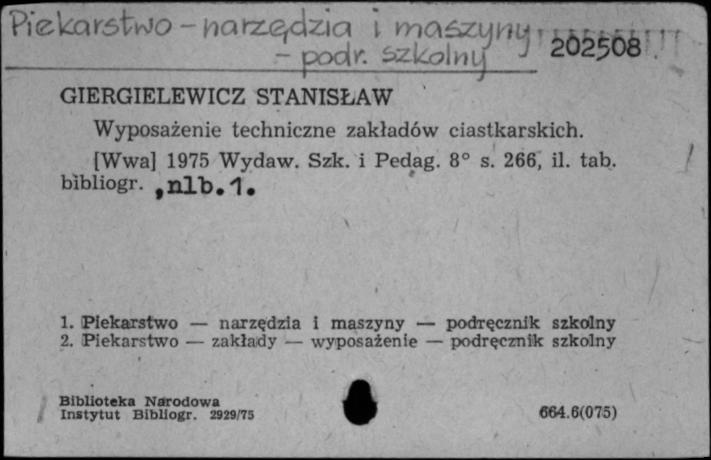 Piekarstwo – narzędzia i maszyny
– podr. szkolny
202508
GIERGIELEWICZ STANISŁAW
Wyposażenie techniczne zakładów ciastkarskich.
[Wwa] 1975 Wydaw. Szk. i Pedag. 8° s. 266, il. tab.
bibliogr. ,nlb.1.
1. Piekarstwo — narzędzia i maszyny — podręcznik szkolny
2. Piekarstwo — zakłady — wyposażenie — podręcznik szkolny
Biblioteka Narodowa
Instytut Bibliogr. 2929/75
664.6(075)